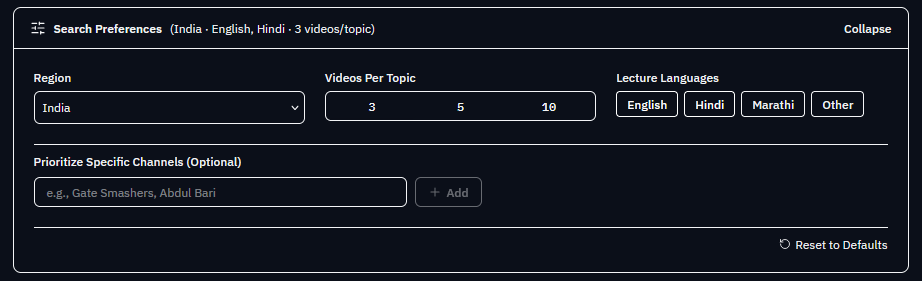 Search Preferences (India · English, Hindi · 3 videos/topic) Collapse
Region Videos Per Topic Lecture Languages
India 3 5 10 English Hindi Marathi Other
Prioritize Specific Channels (Optional)
e.g., Gate Smashers, Abdul Bari + Add
Reset to Defaults